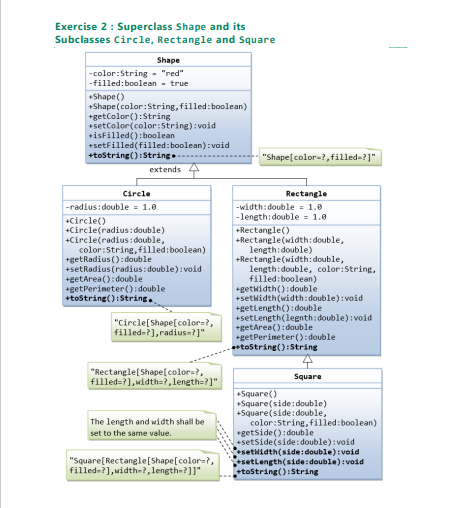 Exercise 2 : Superclass Shape and its
Subclasses Circle, Rectangle and Square
Shape
-color:String = "red"
-filled:boolean = true
+Shape()
+Shape(color:String,filled:boolean)
+getColor():String
+setColor(color:String):void
+isFilled():boolean
+setFilled(filled:boolean):void
+toString():String
"Shape[color=?,filled=?]"
extends
Circle
-radius:double = 1.0
+Circle()
+Circle(radius:double)
+Circle(radius:double,
color:String,filled:boolean)
+getRadius():double
+setRadius(radius:double):void
+getArea():double
+getPerimeter():double
+toString():String
"Circle[Shape[color=?,
filled=?],radius=?]"
Rectangle
-width:double = 1.0
-length:double = 1.0
+Rectangle()
+Rectangle(width:double,
length:double)
+Rectangle(width:double,
length:double, color:String,
filled:boolean)
+getWidth():double
+setWidth(width:double):void
+getLength():double
+setLength(legnth:double):void
+getArea():double
+getPerimeter():double
+toString():String
"Rectangle[Shape[color=?,
filled=?],width=?,length=?]"
Square
+Square()
+Square(side:double)
+Square(side:double,
color:String,filled:boolean)
+getSide():double
+setSide(side:double):void
+setWidth(side:double):void
+setLength(side:double):void
+toString():String
The length and width shall be
set to the same value.
"Square[Rectangle[Shape[color=?,
filled=?],width=?,length=?]]"